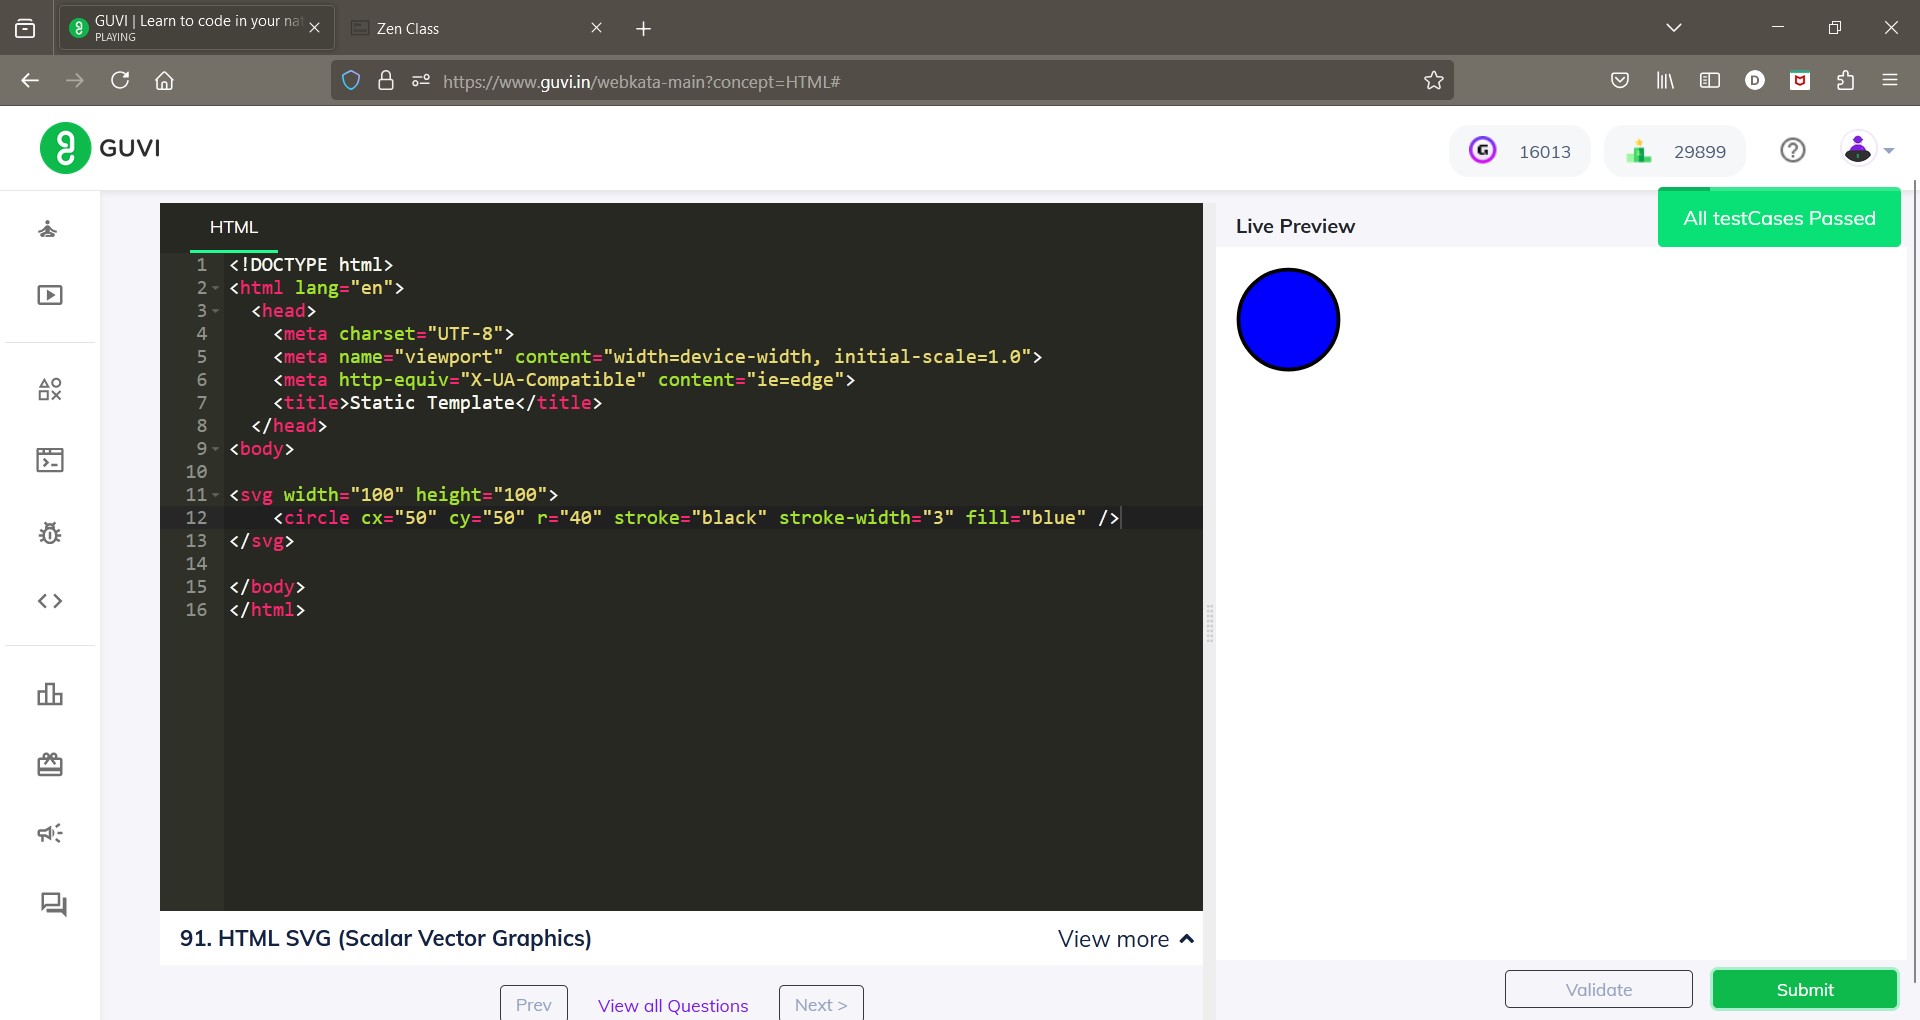 GUVI | Learn to code in your nat
PLAYING
Zen Class
https://www.guvi.in/webkata-main?concept=HTML#
D
GUVI
G
16013
29899
All testCases Passed
HTML
Live Preview
1 <!DOCTYPE html>
2 <html lang="en">
3 <head>
4 <meta charset="UTF-8">
5 <meta name="viewport" content="width=device-width, initial-scale=1.0">
6 <meta http-equiv="X-UA-Compatible" content="ie=edge">
7 <title>Static Template</title>
8 </head>
9 <body>
10
11 <svg width="100" height="100">
12 <circle cx="50" cy="50" r="40" stroke="black" stroke-width="3" fill="blue" />
13 </svg>
14
15 </body>
16 </html>
91. HTML SVG (Scalar Vector Graphics)
View more
Prev
View all Questions
Next >
Validate
Submit